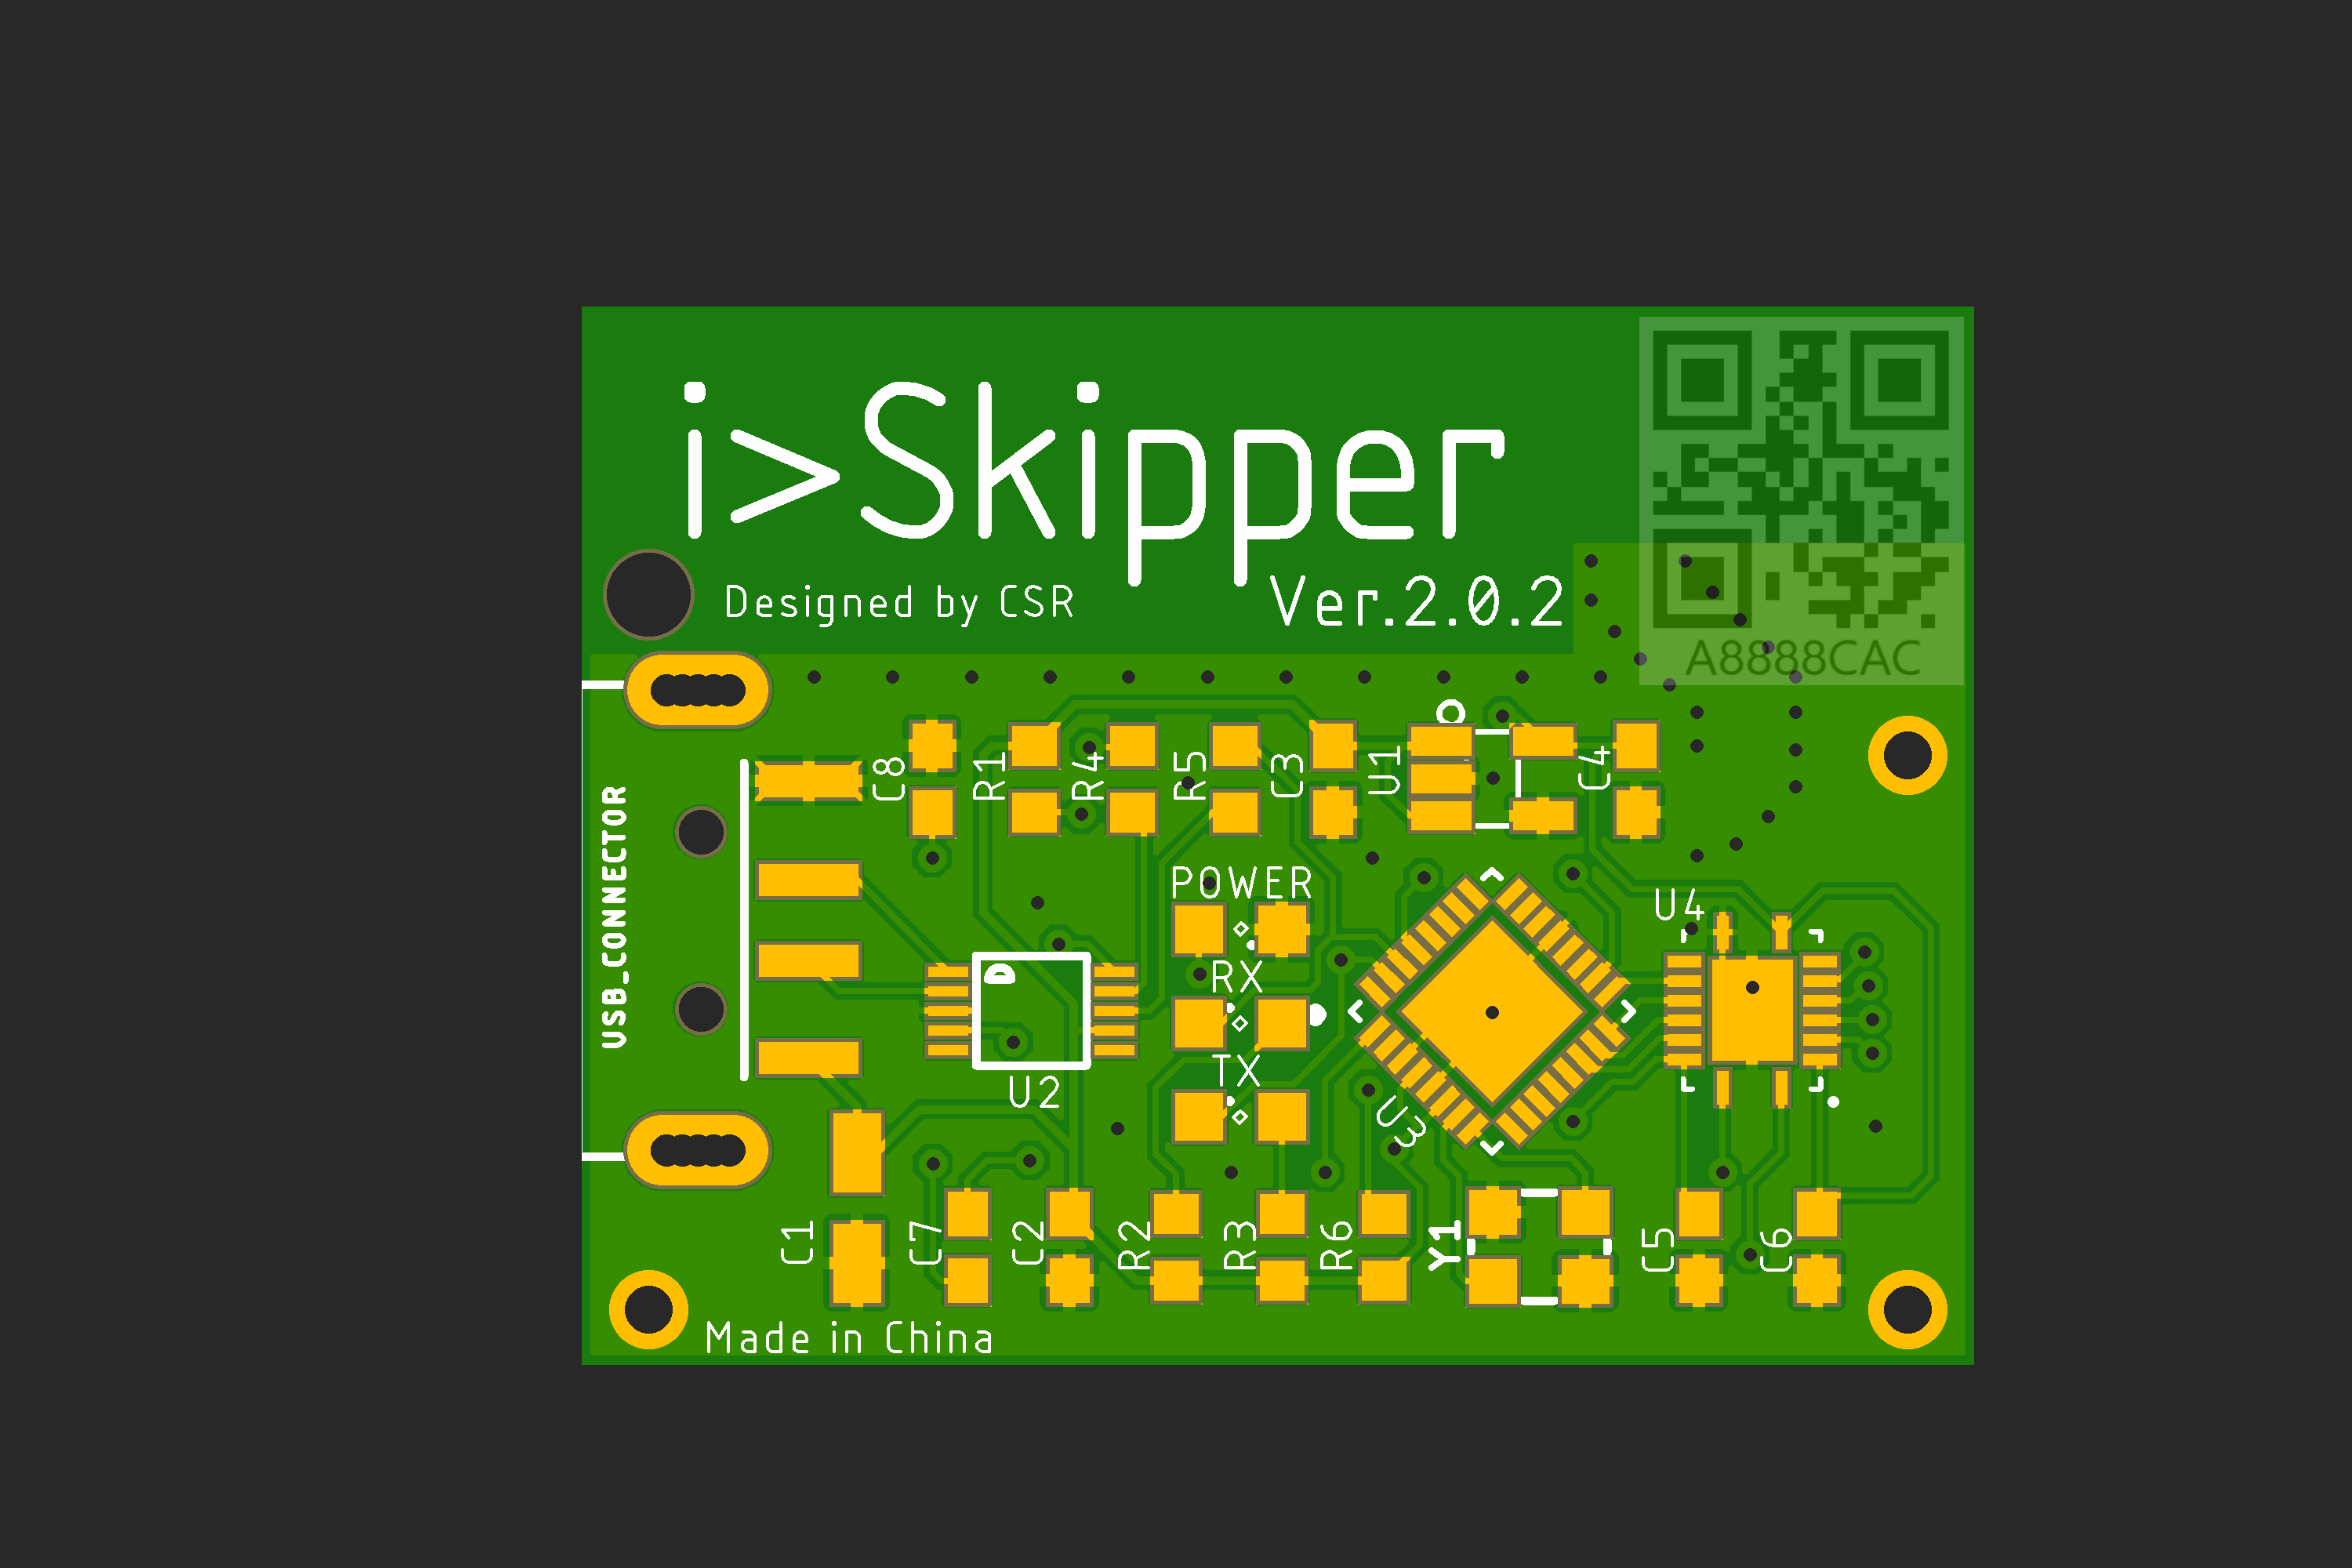 i>Skipper
Designed by CSR
Ver.2.0.2
A8888CAC
USB_CONNECTOR
C8
R1
R4
R5
C3
U1
C4
POWER
U4
RX
TX
U2
U3
C1
C7
C2
R2
R3
R6
Y1
C5
C6
Made in China